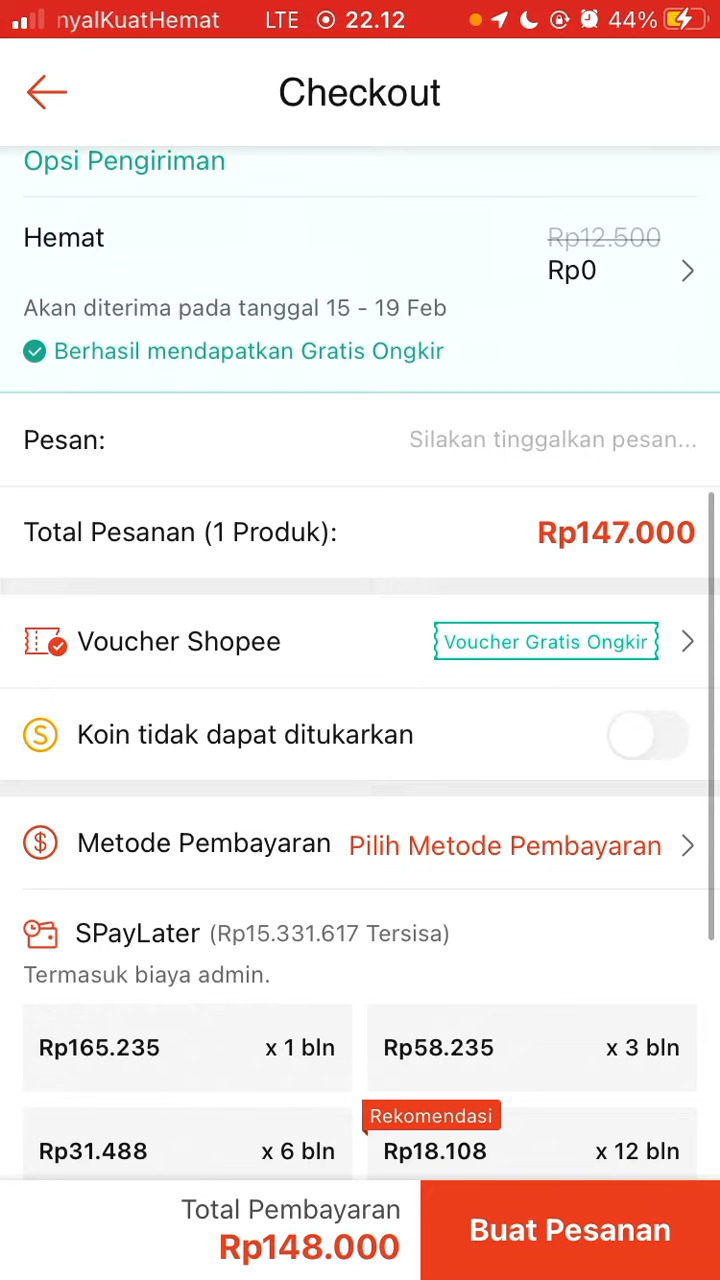 nyalKuatHemat LTE 22.12 44%
Checkout
Opsi Pengiriman
Hemat Rp12.500
Rp0
Akan diterima pada tanggal 15 - 19 Feb
Berhasil mendapatkan Gratis Ongkir
Pesan: Silakan tinggalkan pesan...
Total Pesanan (1 Produk): Rp147.000
Voucher Shopee Voucher Gratis Ongkir
Koin tidak dapat ditukarkan
Metode Pembayaran Pilih Metode Pembayaran
SPayLater (Rp15.331.617 Tersisa)
Termasuk biaya admin.
Rp165.235 x 1 bln Rp58.235 x 3 bln
Rekomendasi
Rp31.488 x 6 bln Rp18.108 x 12 bln
Total Pembayaran
Rp148.000
Buat Pesanan